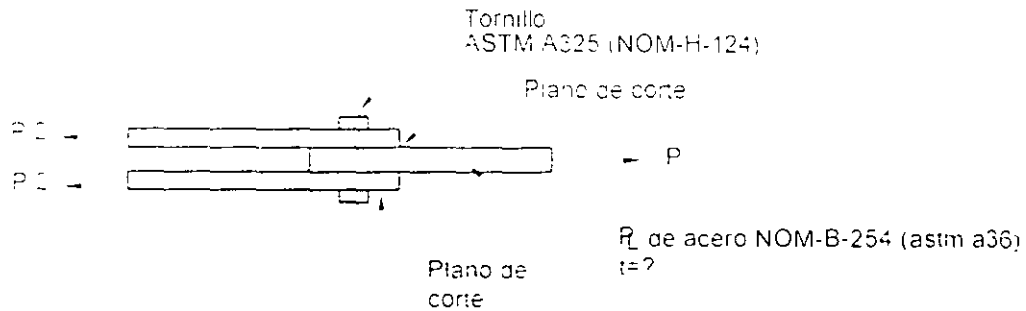 Tornillo
ASTM A325 (NOM-H-124)
Plano de corte
P
PL de acero NOM-B-254 (astm a36)
t=?
Plano de
corte